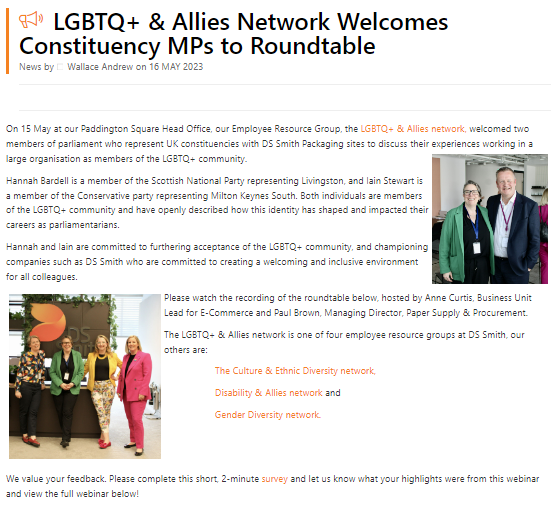 LGBTQ+ & Allies Network Welcomes
Constituency MPs to Roundtable
News by Wallace Andrew on 16 MAY 2023
On 15 May at our Paddington Square Head Office, our Employee Resource Group, the LGBTQ+ & Allies network, welcomed two
members of parliament who represent UK constituencies with DS Smith Packaging sites to discuss their experiences working in a
large organisation as members of the LGBTQ+ community.
Hannah Bardell is a member of the Scottish National Party representing Livingston, and Iain Stewart is
a member of the Conservative party representing Milton Keynes South. Both individuals are members
of the LGBTQ+ community and have openly described how this identity has shaped and impacted their
careers as parliamentarians.
Hannah and Iain are committed to furthering acceptance of the LGBTQ+ community, and championing
companies such as DS Smith who are committed to creating a welcoming and inclusive environment
for all colleagues.
Please watch the recording of the roundtable below, hosted by Anne Curtis, Business Unit
Lead for E-Commerce and Paul Brown, Managing Director, Paper Supply & Procurement.
The LGBTQ+ & Allies network is one of four employee resource groups at DS Smith, our
others are:
The Culture & Ethnic Diversity network,
Disability & Allies network and
Gender Diversity network.
DS
We value your feedback. Please complete this short, 2-minute survey and let us know what your highlights were from this webinar
and view the full webinar below!